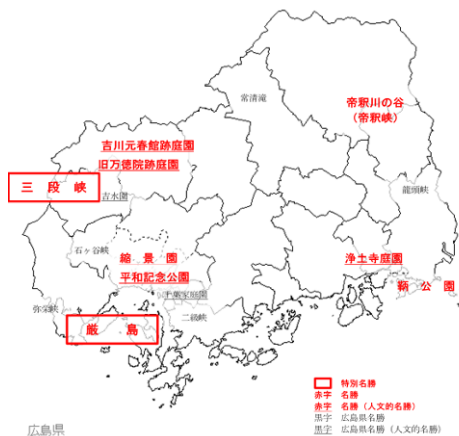 常清滝
帝釈川の谷
(帝釈峡)
吉川元春館跡庭園
旧万徳院跡庭園
三段峡
吉水園
龍頭峡
石ヶ谷峡
縮景園
平和記念公園
浄土寺庭園
鞆公園
千葉家庭園
弥栄峡
二級峡
厳島
特別名勝
赤字 名勝
赤字 名勝(人文的名勝)
黒字 広島県名勝
黒字 広島県名勝(人文的名勝)
広島県